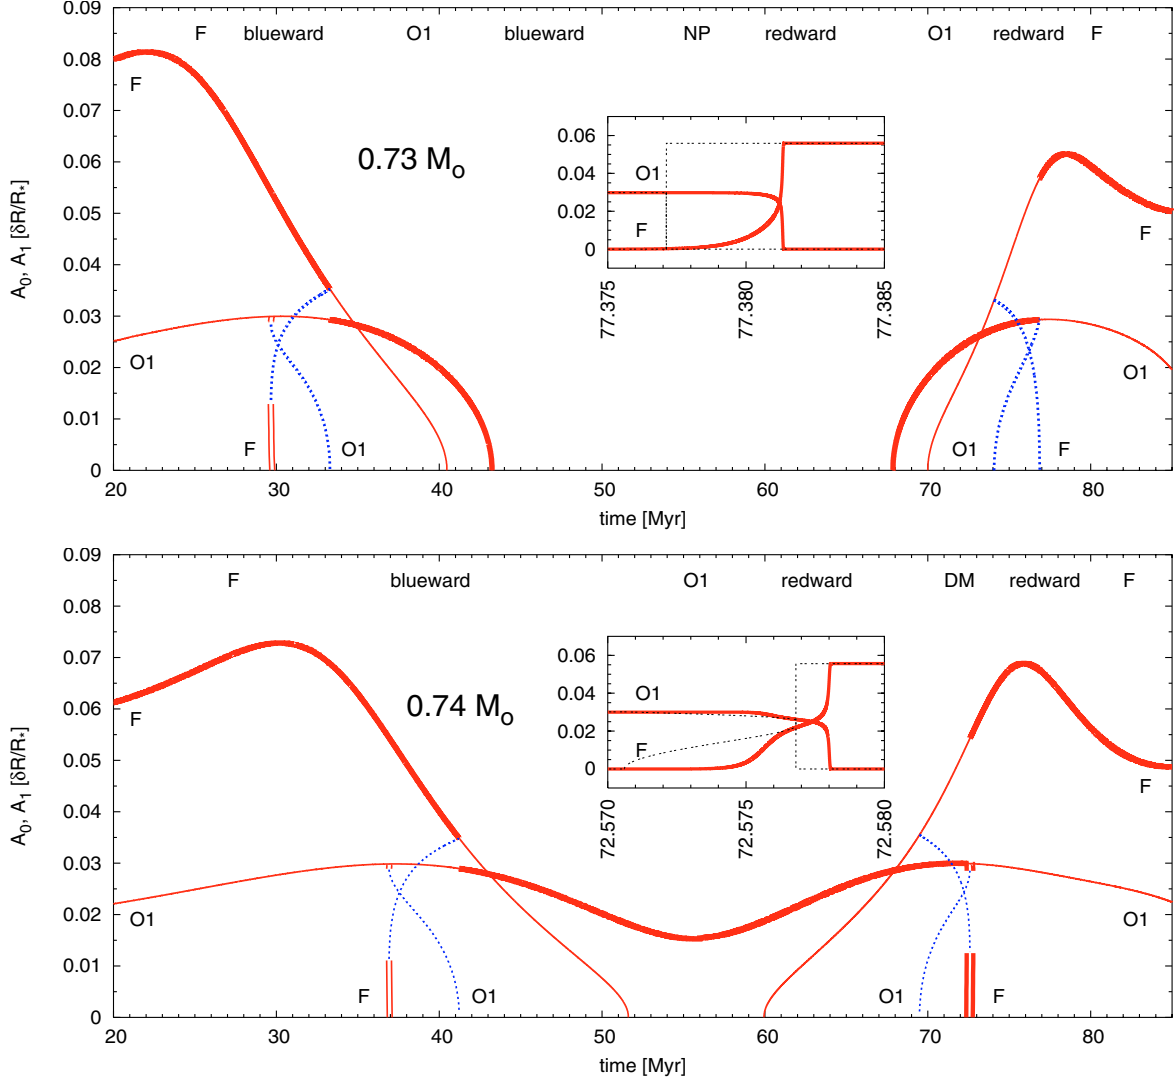 F blueward O1 blueward NP redward O1 redward F
0.09
0.08
0.07
0.06
0.05
0.04
0.03
0.02
0.01
0
A₀, A₁ [δR/R*]
F
0.73 M₀
O1
F
O1
0.06
0.04
0.02
0
O1
F
77.375
77.380
77.385
F
O1
O1
F
20 30 40 50 60 70 80
time [Myr]
F blueward O1 redward DM redward F
0.09
0.08
0.07
0.06
0.05
0.04
0.03
0.02
0.01
0
A₀, A₁ [δR/R*]
F
0.74 M₀
O1
F
O1
0.06
0.04
0.02
0
O1
F
72.570
72.575
72.580
F
O1
O1
F
20 30 40 50 60 70 80
time [Myr]